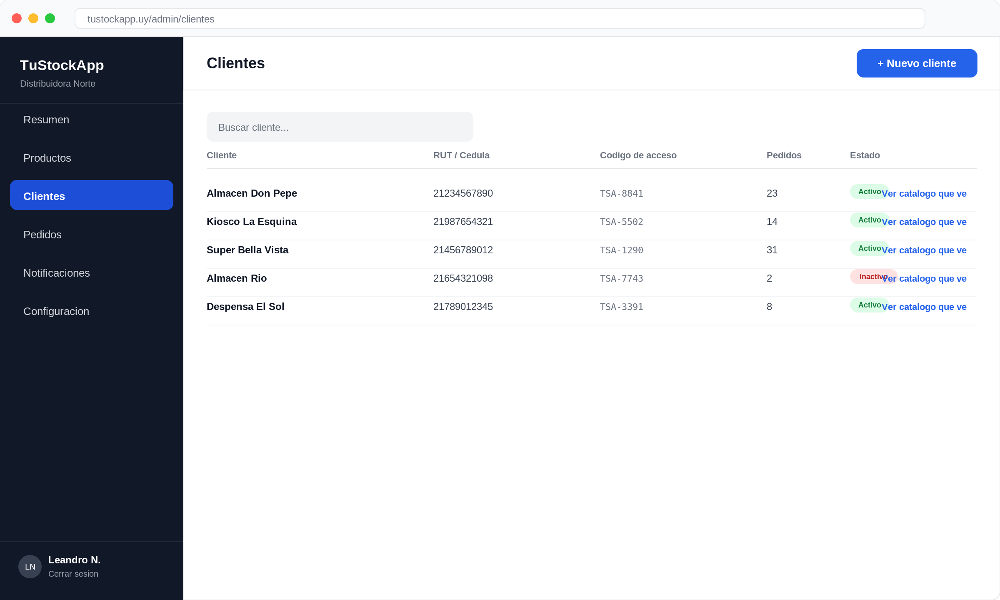 tustockapp.uy/admin/clientes
TuStockApp
Distribuidora Norte
Resumen
Productos
Clientes
Pedidos
Notificaciones
Configuracion
LN
Leandro N.
Cerrar sesion
Clientes
+ Nuevo cliente
Buscar cliente...
Cliente RUT / Cedula Codigo de acceso Pedidos Estado
Almacen Don Pepe 21234567890 TSA-8841 23 Activo Ver catalogo que ve
Kiosco La Esquina 21987654321 TSA-5502 14 Activo Ver catalogo que ve
Super Bella Vista 21456789012 TSA-1290 31 Activo Ver catalogo que ve
Almacen Rio 21654321098 TSA-7743 2 Inactivo Ver catalogo que ve
Despensa El Sol 21789012345 TSA-3391 8 Activo Ver catalogo que ve